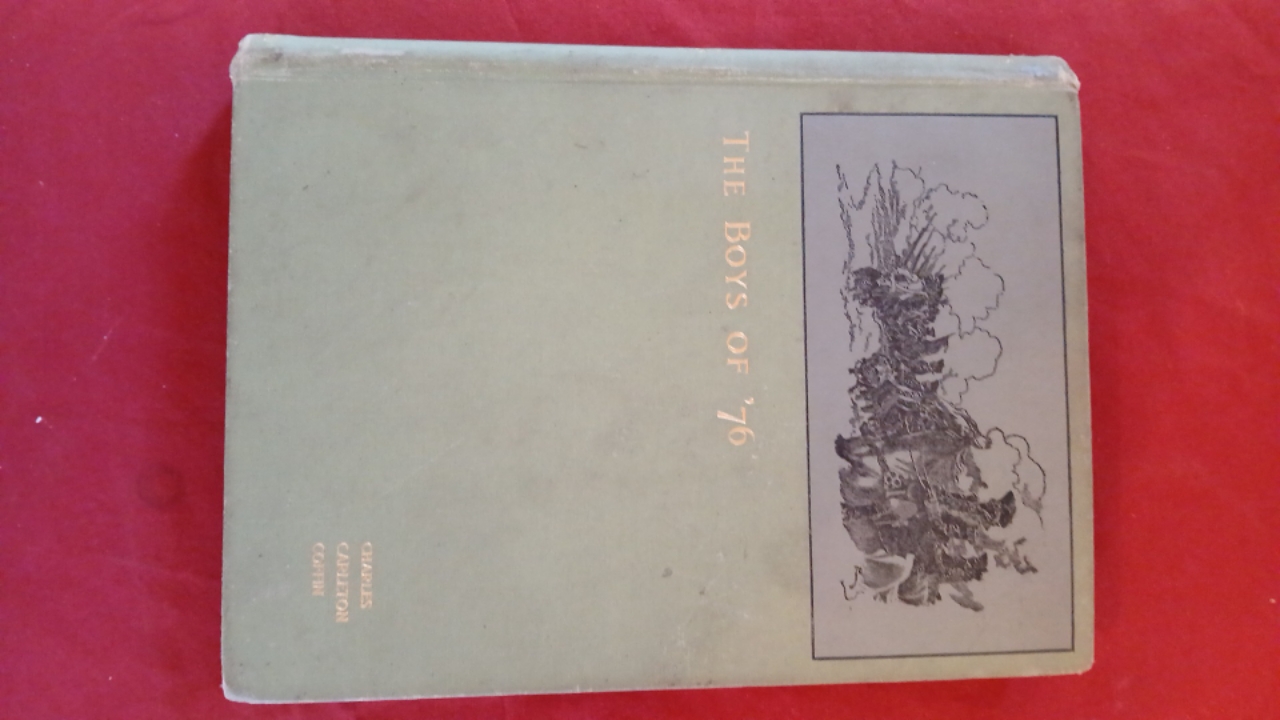 THE BOYS OF '76
CHARLES
CARLETON
COFFIN